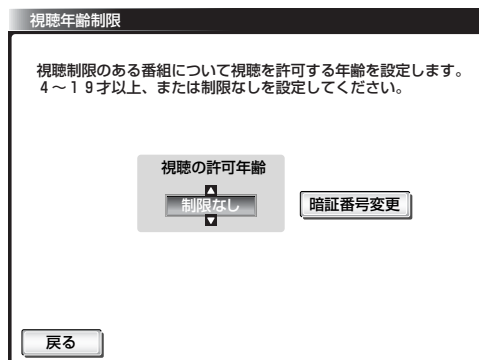 視聴年齢制限
視聴制限のある番組について視聴を許可する年齢を設定します。
4～19才以上、または制限なしを設定してください。
視聴の許可年齢
制限なし
暗証番号変更
戻る